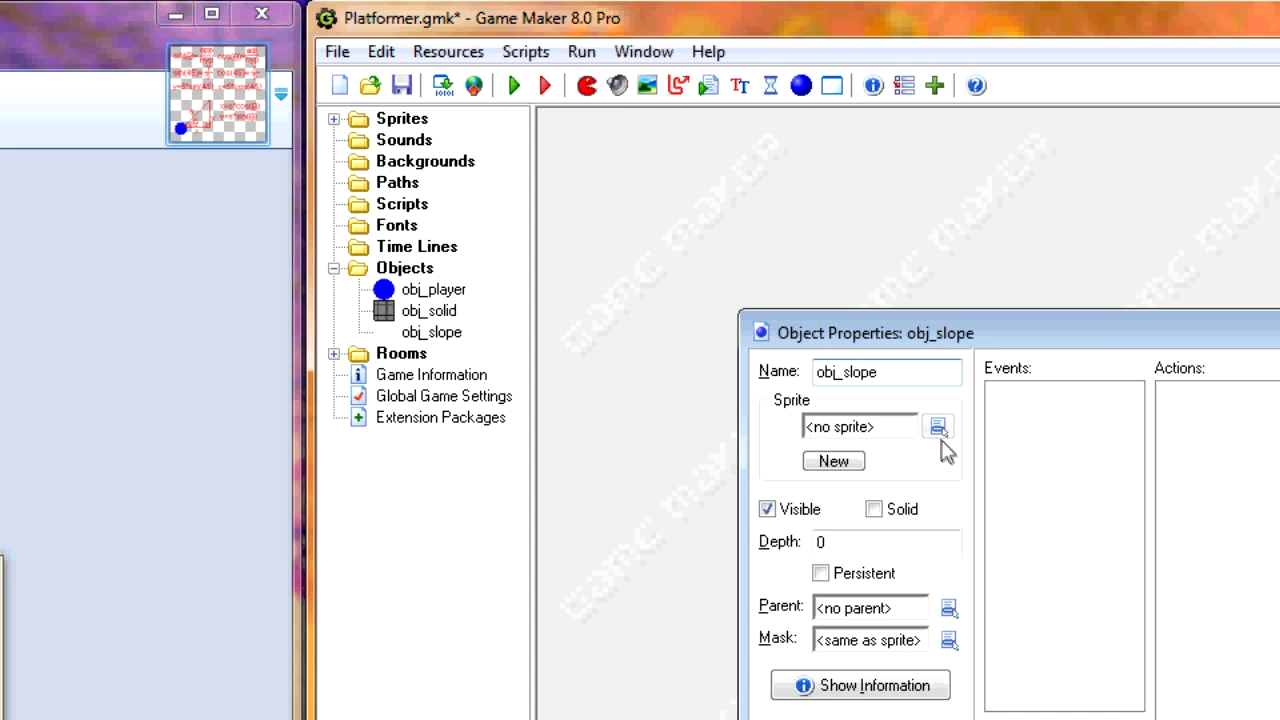 Platformer.gmk* - Game Maker 8.0 Pro
File Edit Resources Scripts Run Window Help
Sprites
Sounds
Backgrounds
Paths
Scripts
Fonts
Time Lines
Objects
obj_player
obj_solid
obj_slope
Rooms
Game Information
Global Game Settings
Extension Packages
Object Properties: obj_slope
Name: obj_slope
Events:
Actions:
Sprite
<no sprite>
New
Visible
Solid
Depth: 0
Persistent
Parent: <no parent>
Mask: <same as sprite>
Show Information